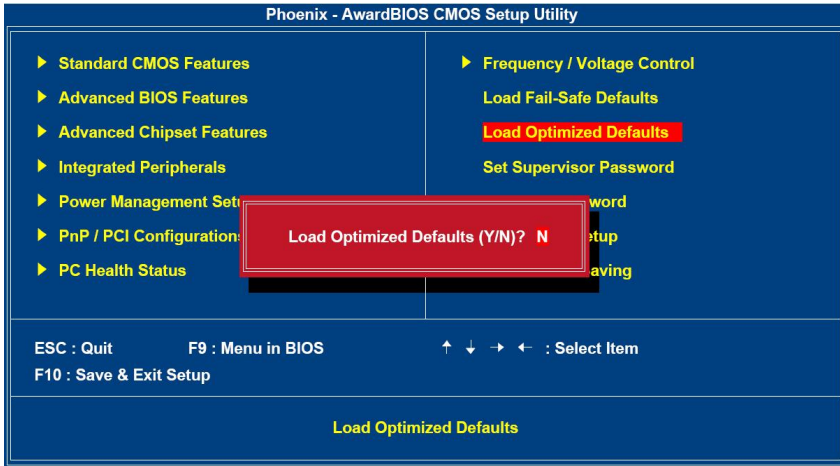 Phoenix - AwardBIOS CMOS Setup Utility
Standard CMOS Features
Advanced BIOS Features
Advanced Chipset Features
Integrated Peripherals
Power Management Setu
PnP / PCI Configurations
PC Health Status
Frequency / Voltage Control
Load Fail-Safe Defaults
Load Optimized Defaults
Set Supervisor Password
word
etup
aving
Load Optimized Defaults (Y/N)? N
ESC : Quit F9 : Menu in BIOS ↑ ↓ → ← : Select Item
F10 : Save & Exit Setup
Load Optimized Defaults